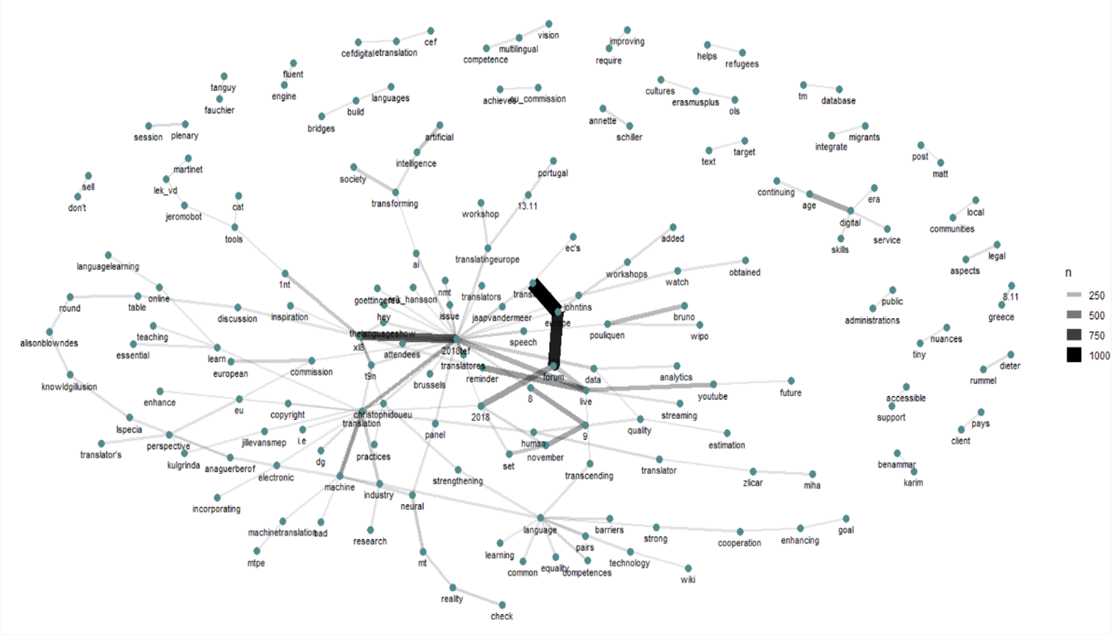 cef
vision
cefdigital
etranslation
multilingual
improving
competence
require
helps
refugees
fluent
tanguy
engine
languages
achieves
eu_commission
cultures
erasmusplus
ols
tm
database
fauchier
build
bridges
annette
schiller
session
plenary
artificial
integrate
migrants
text
target
post
matt
martinet
intelligence
portugal
sell
lek_vd
society
continuing
age
era
don't
jeromobot
cat
transforming
13.11
workshop
digital
local
communities
tools
added
skills
service
translatingeurope
ec's
legal
languagelearning
ai
workshops
obtained
aspects
1nt
watch
nmt
translators
8.11
online
public
round
table
johntins
greece
discussion
inspiration
hey
issue
jaapvandermeer
europe
bruno
administrations
teaching
thelanguageshow
speech
pouliquen
wipo
nuances
alisonblowndes
essential
xl8
attendees
tiny
learn
translatores
european
commission
t9n
reminder
forum
data
analytics
dieter
knowldgilusion
brussels
youtube
future
rummel
8
live
enhance
eu
copyright
christophidoueu
2018
streaming
accessible
translation
support
lspecia
jillevansmep
i.e
panel
9
quality
pays
perspective
human
estimation
client
translator's
practices
november
kulgrinda
dg
set
anaguerberof
benammar
electronic
strengthening
transcending
translator
zlicar
miha
karim
machine
industry
neural
incorporating
language
barriers
goal
machinetranslation
bad
strong
cooperation
enhancing
research
learning
pairs
mtpe
mt
common
equality
competences
technology
wiki
reality
check
n
250
500
750
1000